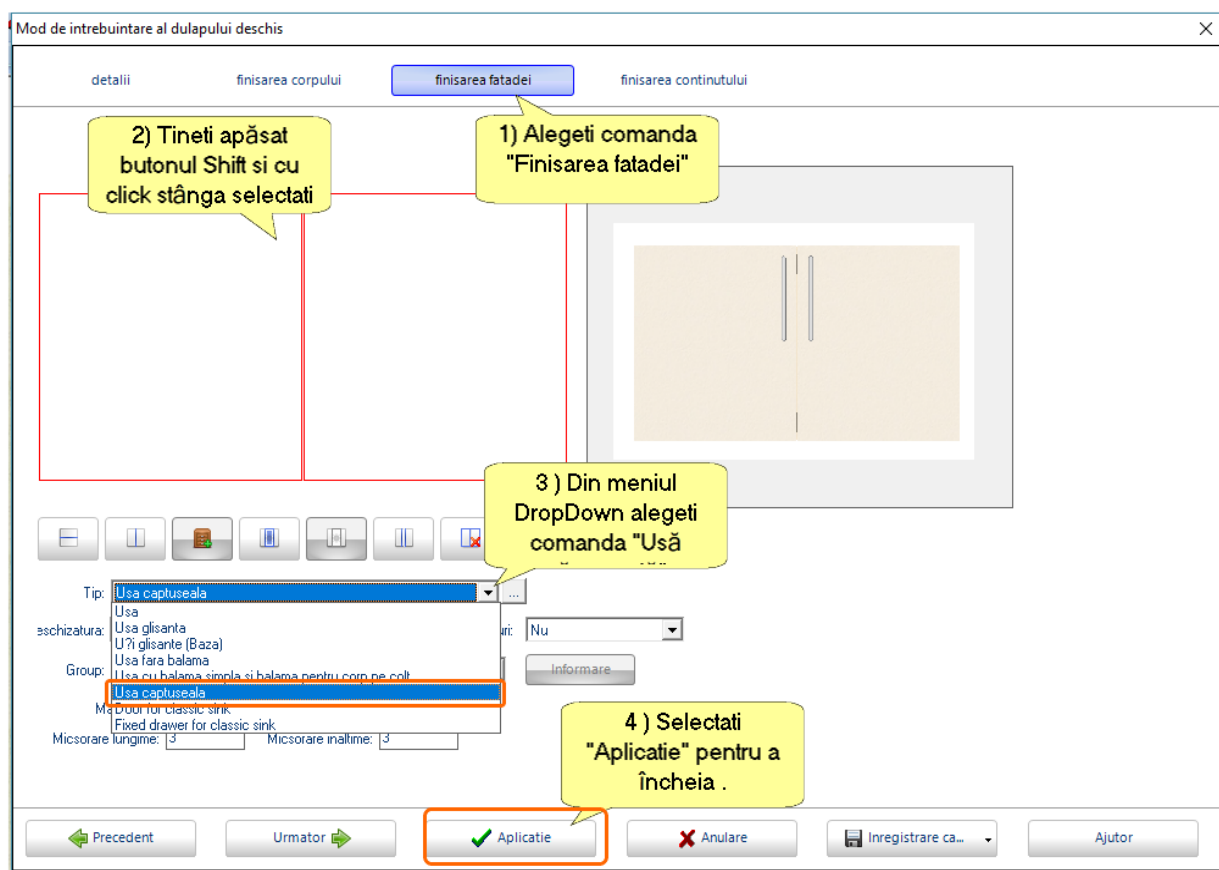 Mod de intrebuintare al dulapului deschis
detalii
finisarea corpului
finisarea fatadei
finisarea continutului
2) Tineti apăsat
butonul Shift si cu
click stânga selectati
1) Alegeti comanda
"Finisarea fatadei"
3 ) Din meniul
DropDown alegeti
comanda "Usă
Tip:
Usa captuseala
...
Usa
Usa glisanta
U?i glisante (Baza)
Usa fara balama
Usa cu balama simpla si balama pentru corp pe colt
Usa captuseala
Door for classic sink
Fixed drawer for classic sink
eschizatura:
uri:
Nu
Group:
Informare
Ma
Micsorare lungime:
3
Micsorare inaltime:
3
4 ) Selectati
"Aplicatie" pentru a
încheia .
Precedent
Urmator
Aplicatie
Anulare
Inregistrare ca...
Ajutor